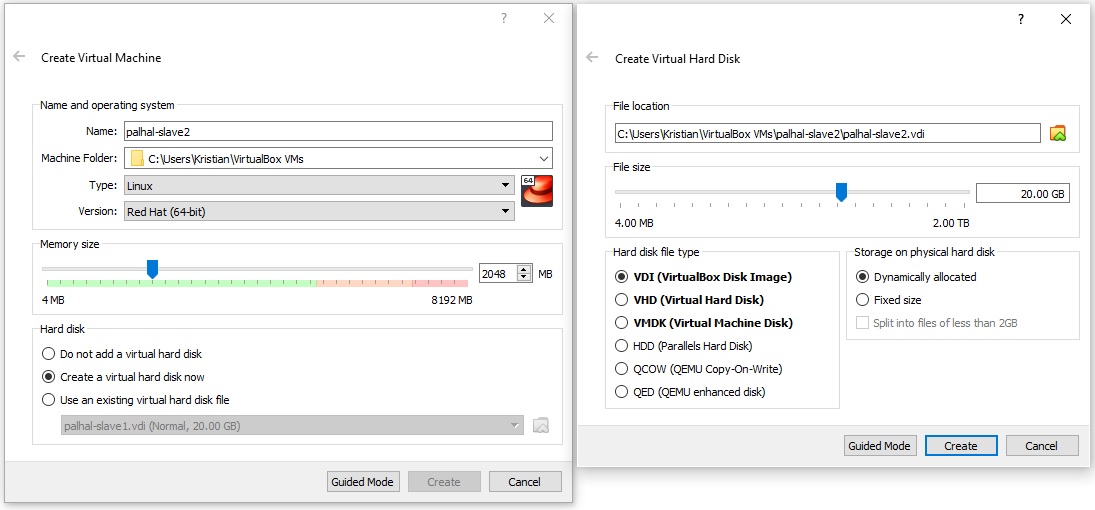 ?
Create Virtual Machine
Name and operating system
Name: palhal-slave2
Machine Folder: C:\Users\Kristian\VirtualBox VMs
Type: Linux
64
Version: Red Hat (64-bit)
Memory size
2048 MB
4 MB 8192 MB
Hard disk
Do not add a virtual hard disk
Create a virtual hard disk now
Use an existing virtual hard disk file
palhal-slave1.vdi (Normal, 20.00 GB)
Guided Mode Create Cancel
?
Create Virtual Hard Disk
File location
C:\Users\Kristian\VirtualBox VMs\palhal-slave2\palhal-slave2.vdi
File size
20.00 GB
4.00 MB 2.00 TB
Hard disk file type
VDI (VirtualBox Disk Image)
VHD (Virtual Hard Disk)
VMDK (Virtual Machine Disk)
HDD (Parallels Hard Disk)
QCOW (QEMU Copy-On-Write)
QED (QEMU enhanced disk)
Storage on physical hard disk
Dynamically allocated
Fixed size
Split into files of less than 2GB
Guided Mode Create Cancel